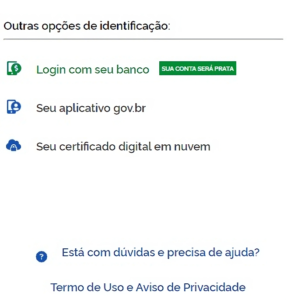 Outras opções de identificação:
Login com seu banco SUA CONTA SERÁ PRATA
Seu aplicativo gov.br
Seu certificado digital em nuvem
Está com dúvidas e precisa de ajuda?
Termo de Uso e Aviso de Privacidade